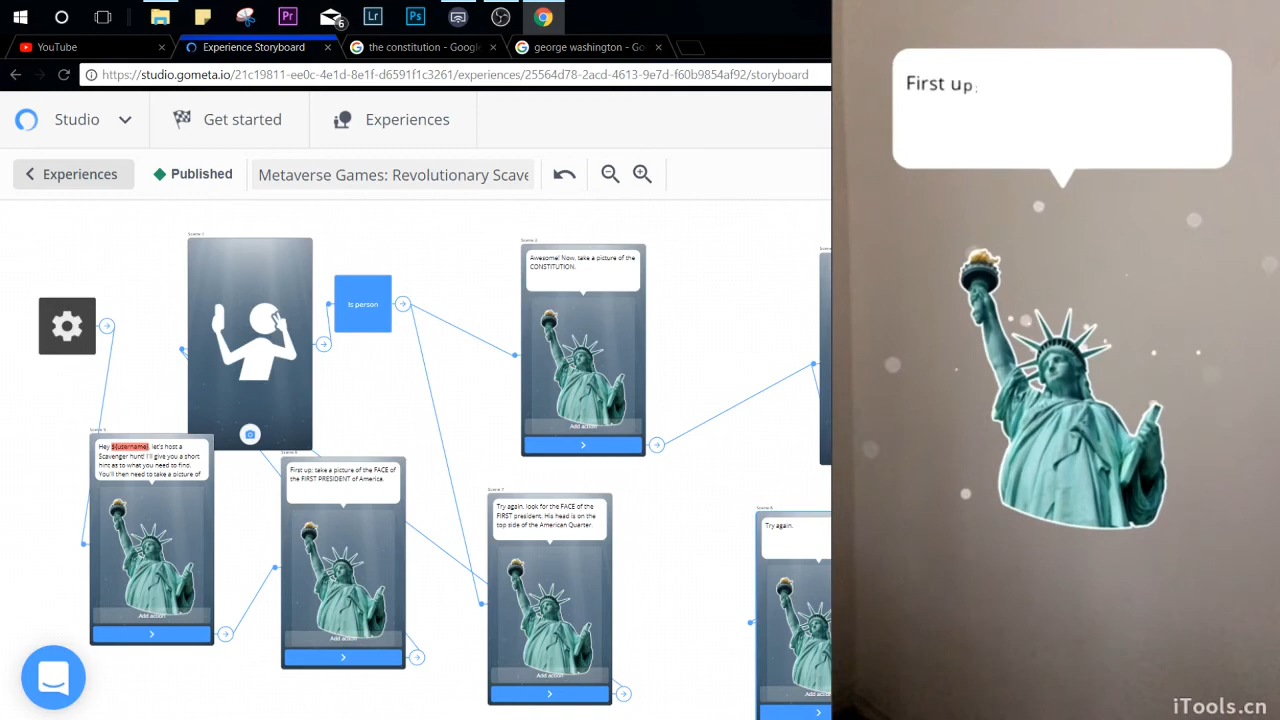 6
YouTube
Experience Storyboard
the constitution - Google
george washington - Go
https://studio.gometa.io/21c19811-ee0c-4e1d-8e1f-d6591f1c3261/experiences/25564d78-2acd-4613-9e7d-f60b9854af92/storyboard
Studio
Get started
Experiences
Experiences
Published
Metaverse Games: Revolutionary Scave
Scene 1
Is person
Scene 2
Awesome! Now, take a picture of the
CONSTITUTION.
Add action
Hey ${username}, let's host a
Scavenger hunt! I'll give you a short
hint as to what you need to find.
You'll then need to take a picture of
Add action
First up; take a picture of the FACE of
the FIRST PRESIDENT of America.
Add action
Scene 7
Try again. look for the FACE of the
FIRST president. His head is on the
top side of the American Quarter.
Add action
Try again.
Add action
First up;
iTools.cn